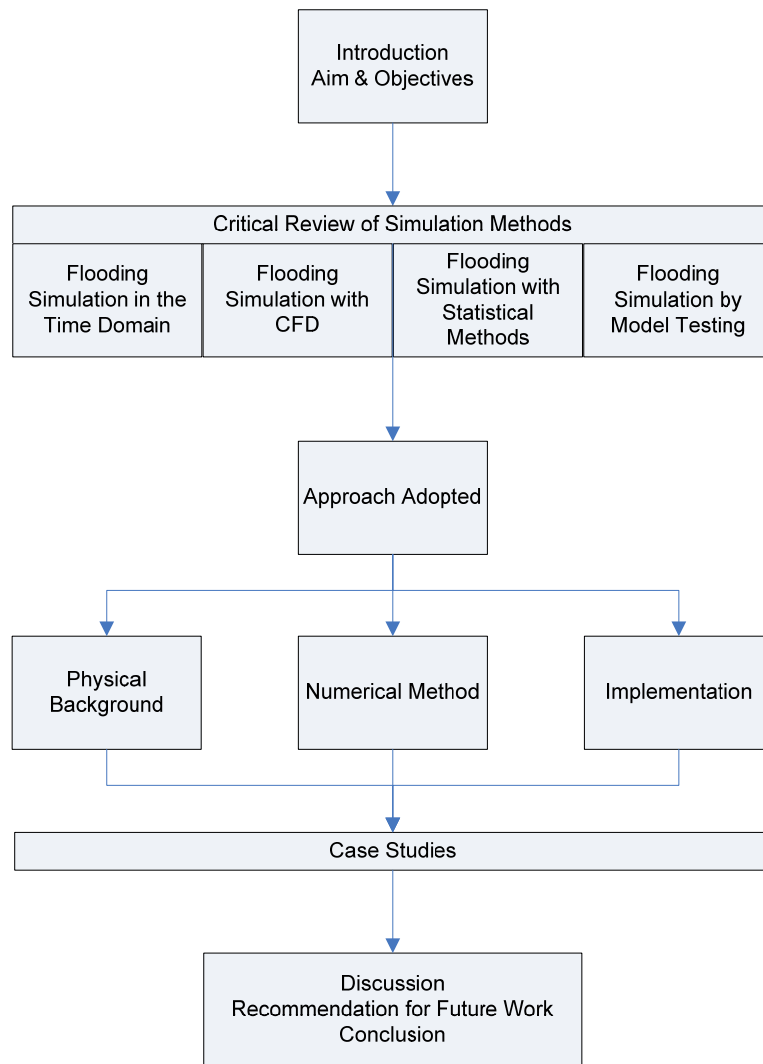 Introduction
Aim & Objectives
Critical Review of Simulation Methods
Flooding
Simulation in the
Time Domain
Flooding
Simulation with
CFD
Flooding
Simulation with
Statistical
Methods
Flooding
Simulation by
Model Testing
Approach Adopted
Physical
Background
Numerical Method
Implementation
Case Studies
Discussion
Recommendation for Future Work
Conclusion